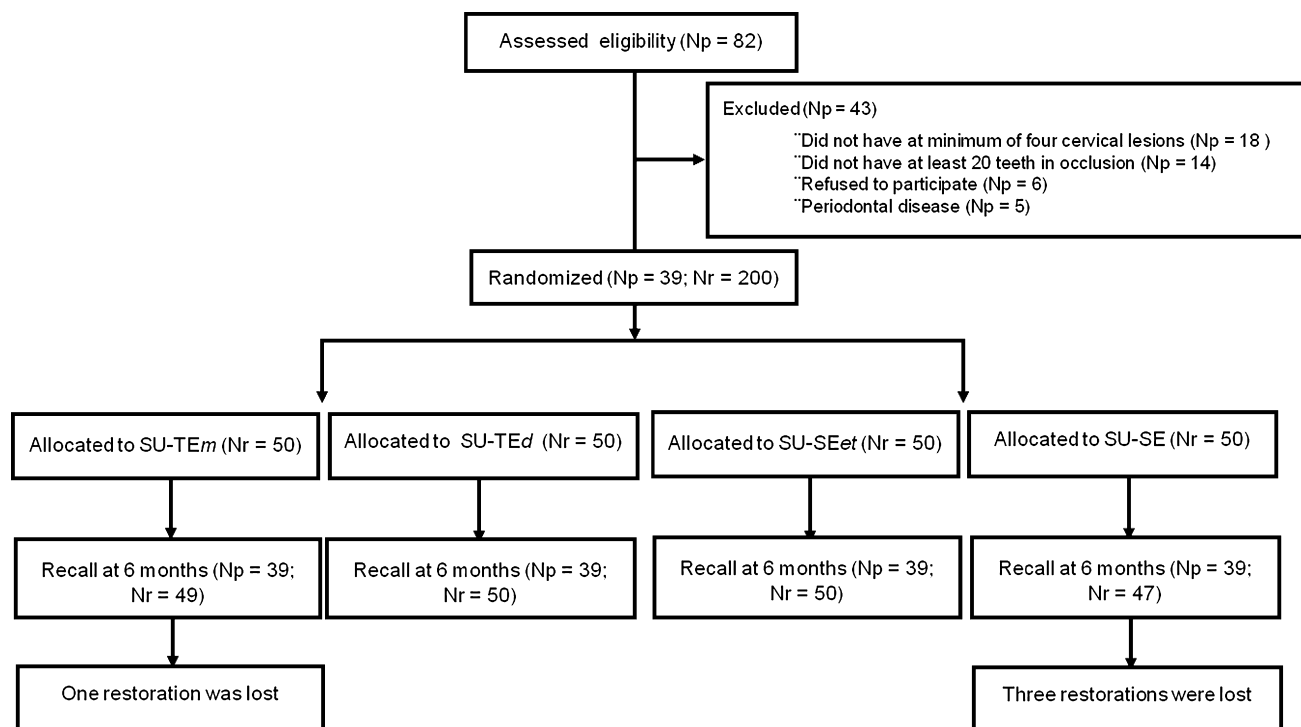 Assessed eligibility (Np = 82)
Excluded (Np = 43)
¨Did not have at minimum of four cervical lesions (Np = 18 )
¨Did not have at least 20 teeth in occlusion (Np = 14)
¨Refused to participate (Np = 6)
¨Periodontal disease (Np = 5)
Randomized (Np = 39; Nr = 200)
Allocated to SU-TEm (Nr = 50)
Allocated to SU-TEd (Nr = 50)
Allocated to SU-SEet (Nr = 50)
Allocated to SU-SE (Nr = 50)
Recall at 6 months (Np = 39;
Nr = 49)
Recall at 6 months (Np = 39;
Nr = 50)
Recall at 6 months (Np = 39;
Nr = 50)
Recall at 6 months (Np = 39;
Nr = 47)
One restoration was lost
Three restorations were lost